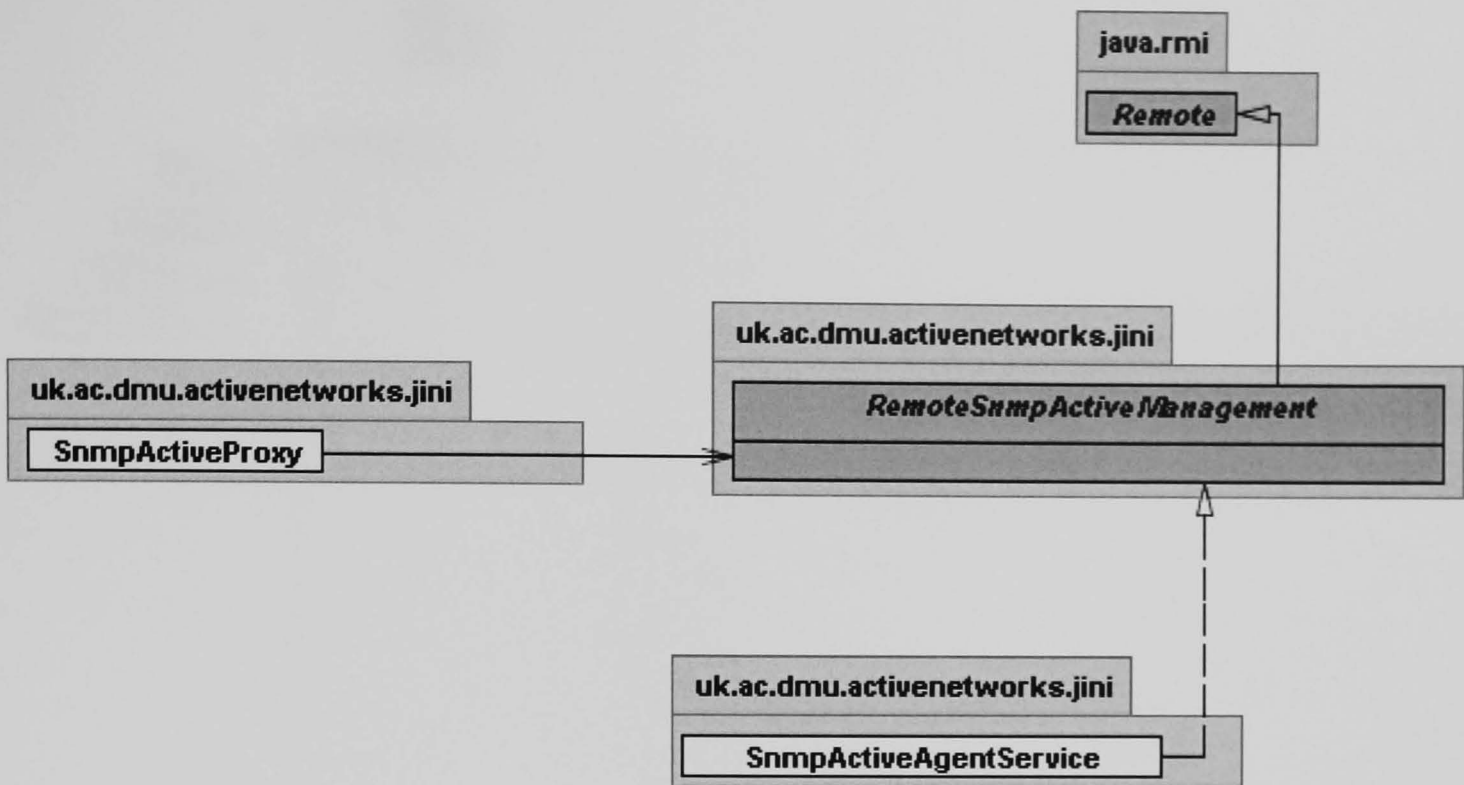 java.rmi
Remote
uk.ac.dmu.activenetworks.jini
RemoteSnmpActiveManagement
uk.ac.dmu.activenetworks.jini
SnmpActiveProxy
uk.ac.dmu.activenetworks.jini
SnmpActiveAgentService